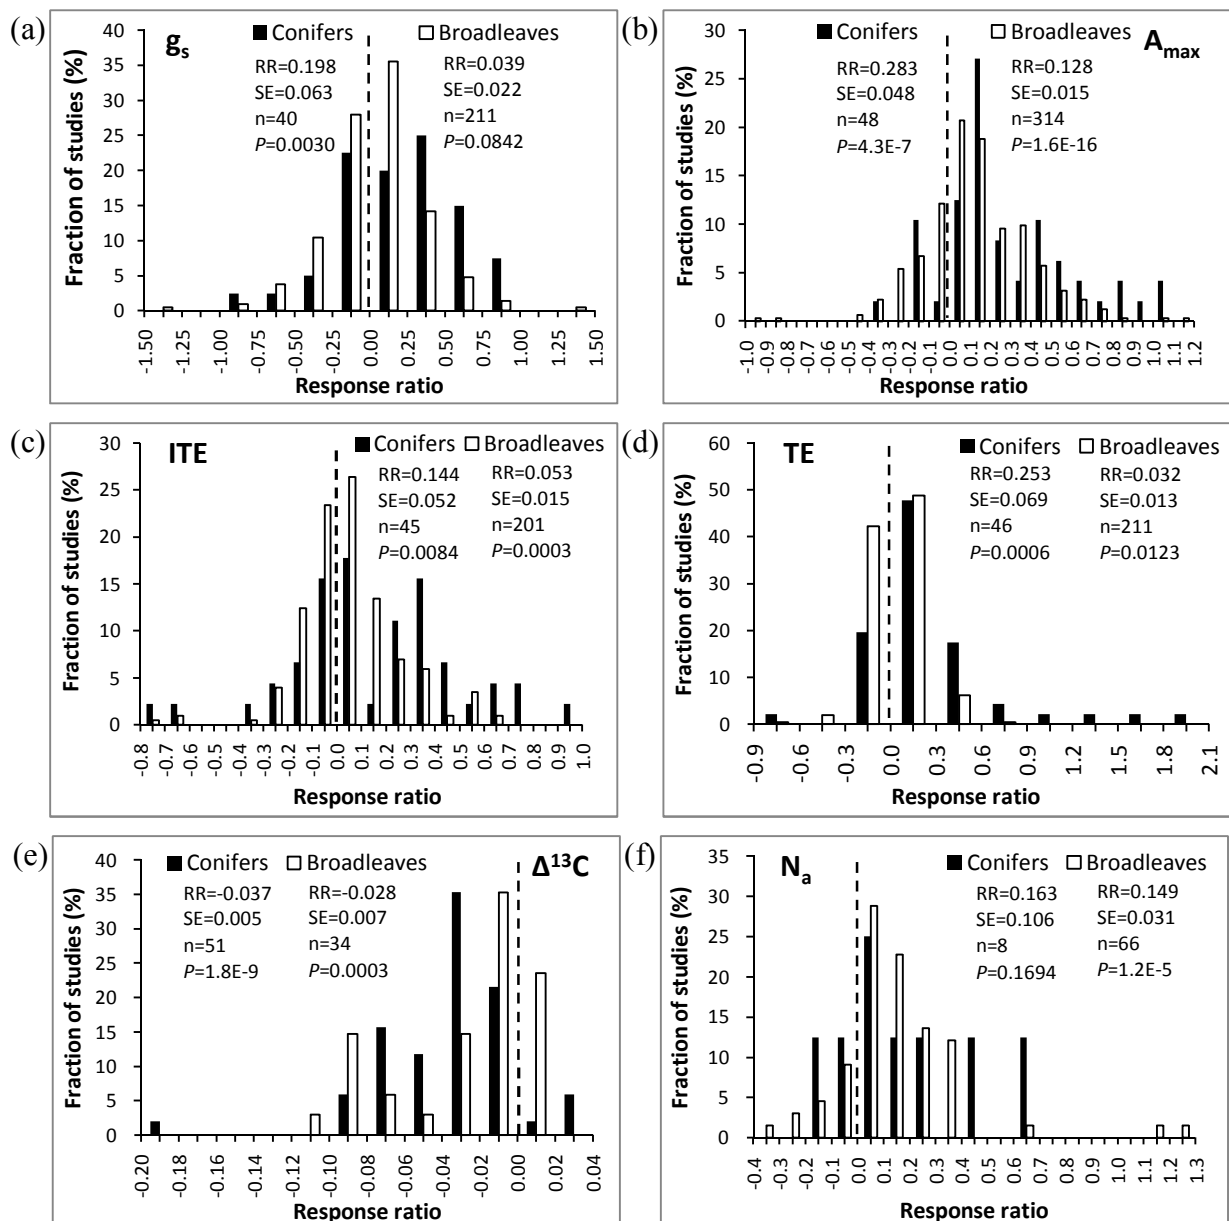 (a)
g_s
Conifers
Broadleaves
RR=0.198
SE=0.063
n=40
P=0.0030
RR=0.039
SE=0.022
n=211
P=0.0842
Fraction of studies (%)
40
35
30
25
20
15
10
5
0
-1.50
-1.25
-0.75
-0.50
-0.25
0.00
0.25
0.50
0.75
1.25
1.50
Response ratio
(b)
A_max
Conifers
Broadleaves
RR=0.283
SE=0.048
n=48
P=4.3E-7
RR=0.128
SE=0.015
n=314
P=1.6E-16
Fraction of studies (%)
30
25
20
15
10
5
0
-1.0
-0.9
-0.8
-0.6
-0.5
-0.4
-0.2
-0.1
-0.0
0.1
0.2
0.3
0.4
0.5
0.6
0.7
0.8
0.9
1.0
1.2
Response ratio
(c)
ITE
Conifers
Broadleaves
RR=0.144
SE=0.052
n=45
P=0.0084
RR=0.053
SE=0.015
n=201
P=0.0003
Fraction of studies (%)
30
25
20
15
10
5
0
-0.8
-0.7
-0.6
-0.5
-0.4
-0.3
-0.2
-0.1
0.0
0.1
0.2
0.3
0.4
0.5
0.6
0.7
0.8
0.9
1.0
Response ratio
(d)
TE
Conifers
Broadleaves
RR=0.253
SE=0.069
n=46
P=0.0006
RR=0.032
SE=0.013
n=211
P=0.0123
Fraction of studies (%)
60
50
40
30
20
10
0
-0.9
-0.6
-0.3
0.0
0.3
0.6
0.9
1.2
1.5
1.8
2.1
Response ratio
(e)
Δ¹³C
Conifers
Broadleaves
RR=-0.037
SE=0.005
n=51
P=1.8E-9
RR=-0.028
SE=0.007
n=34
P=0.0003
Fraction of studies (%)
40
35
30
25
20
15
10
5
0
-0.20
-0.18
-0.16
-0.14
-0.12
-0.10
-0.08
-0.06
-0.04
-0.02
0.00
0.02
0.04
Response ratio
(f)
N_a
Conifers
Broadleaves
RR=0.163
SE=0.106
n=8
P=0.1694
RR=0.149
SE=0.031
n=66
P=1.2E-5
Fraction of studies (%)
35
30
25
20
15
10
5
0
-0.4
-0.3
-0.2
-0.1
0.0
0.1
0.2
0.3
0.4
0.5
0.6
0.7
0.8
0.9
1.0
1.1
1.2
1.3
Response ratio